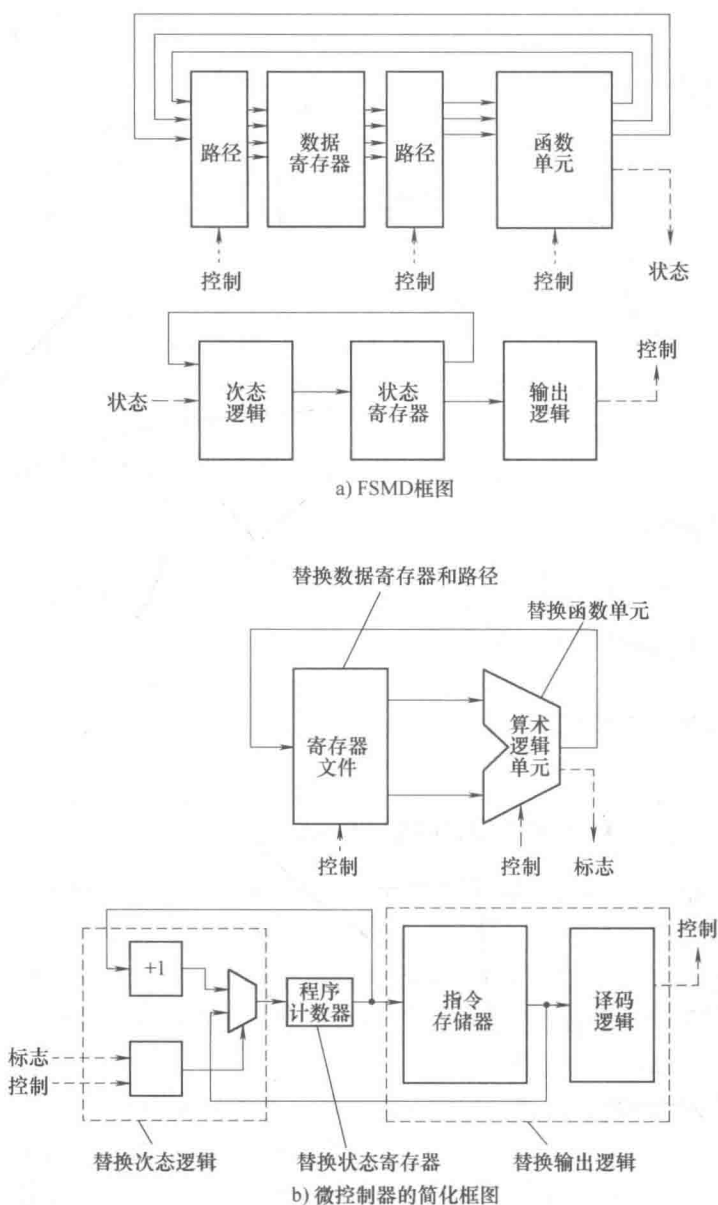 路径
数据
寄存器
路径
函数
单元
控制
控制
控制
状态
状态
次态
逻辑
状态
寄存器
输出
逻辑
控制
a) FSMD框图
替换数据寄存器和路径
替换函数单元
寄存器
文件
算术
逻辑
单元
控制
控制
标志
+1
程序
计数器
指令
存储器
译码
逻辑
控制
标志
控制
替换次态逻辑
替换状态寄存器
替换输出逻辑
b) 微控制器的简化框图